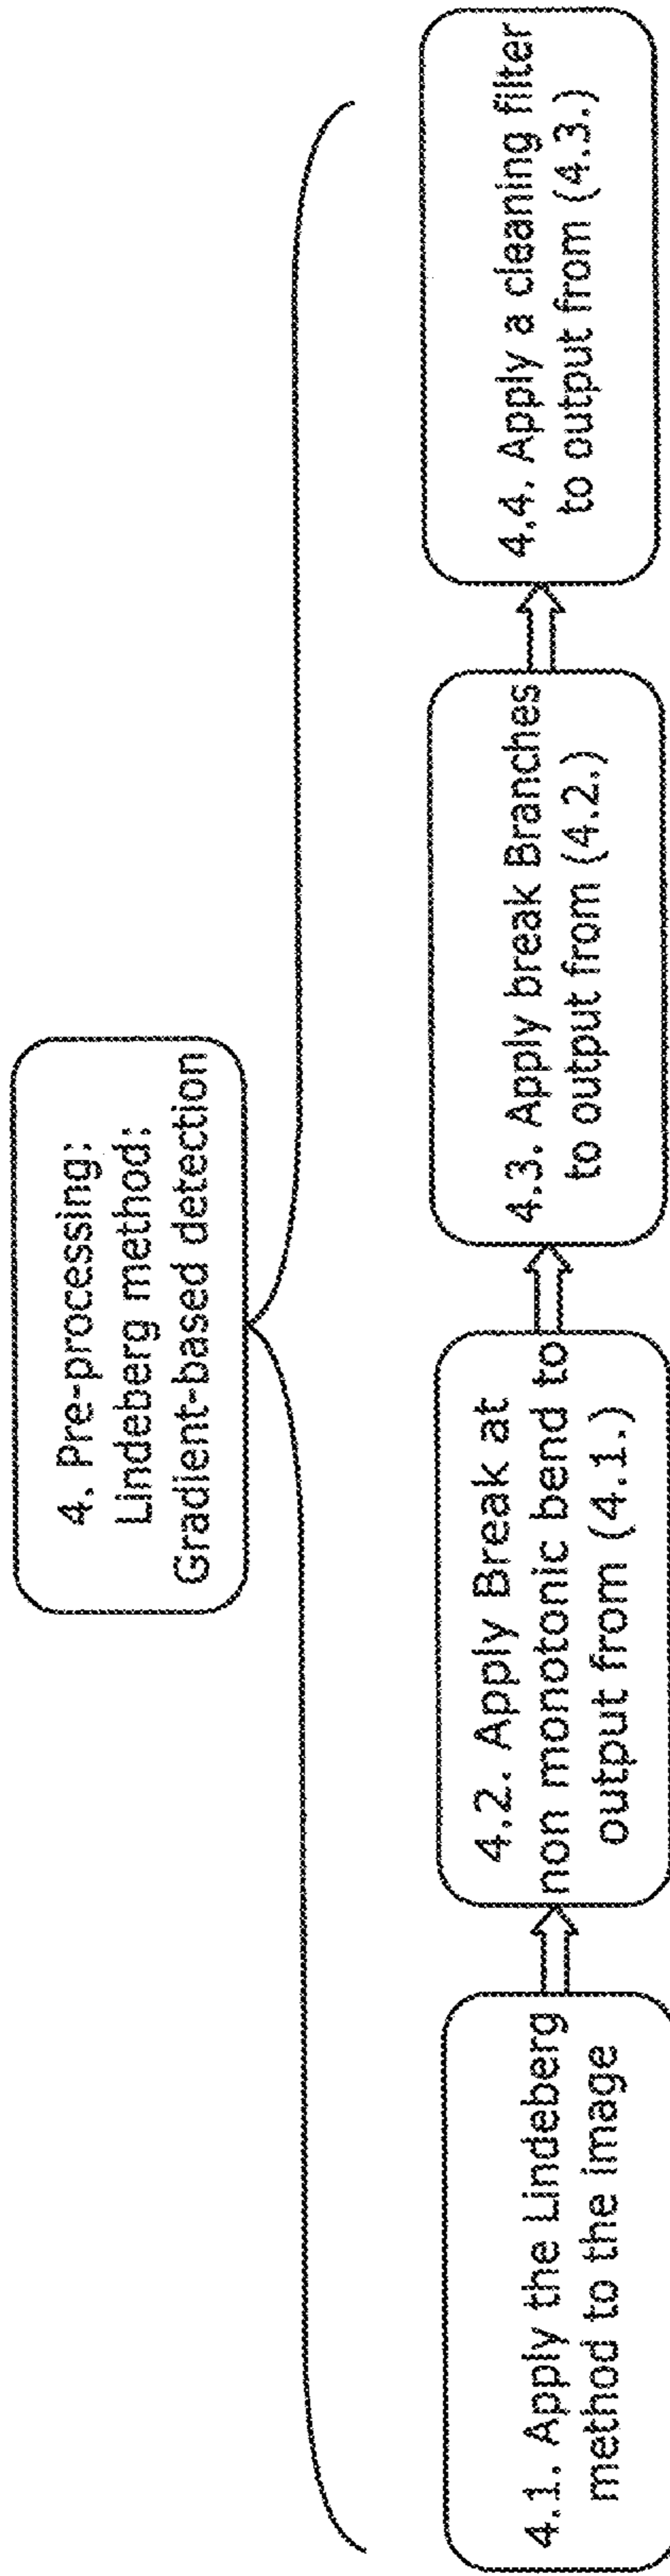 4. Pre-processing:
Lindeberg method:
Gradient-based detection
4.1. Apply the Lindeberg
method to the image
4.2. Apply Break at
non monotonic bend to
output from (4.1.)
4.3. Apply break Branches
to output from (4.2.)
4.4. Apply a cleaning filter
to output from (4.3.)